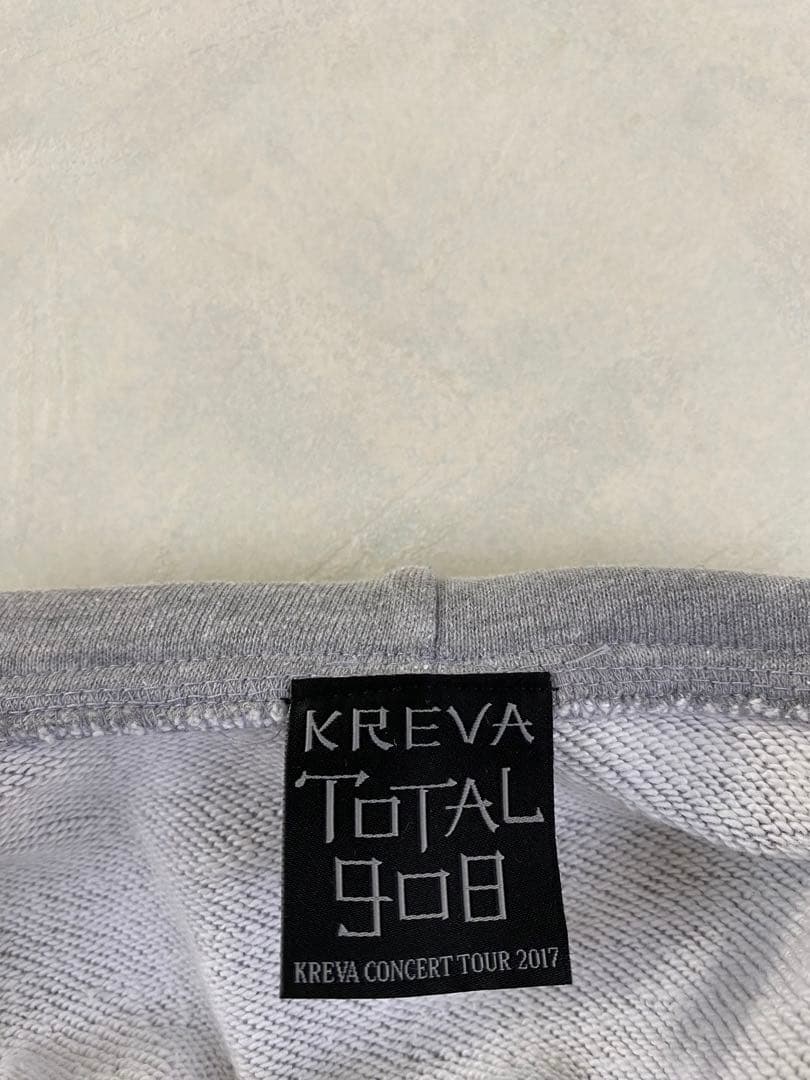 KREVA
ToTAL
908
KREVA CONCERT TOUR 2017